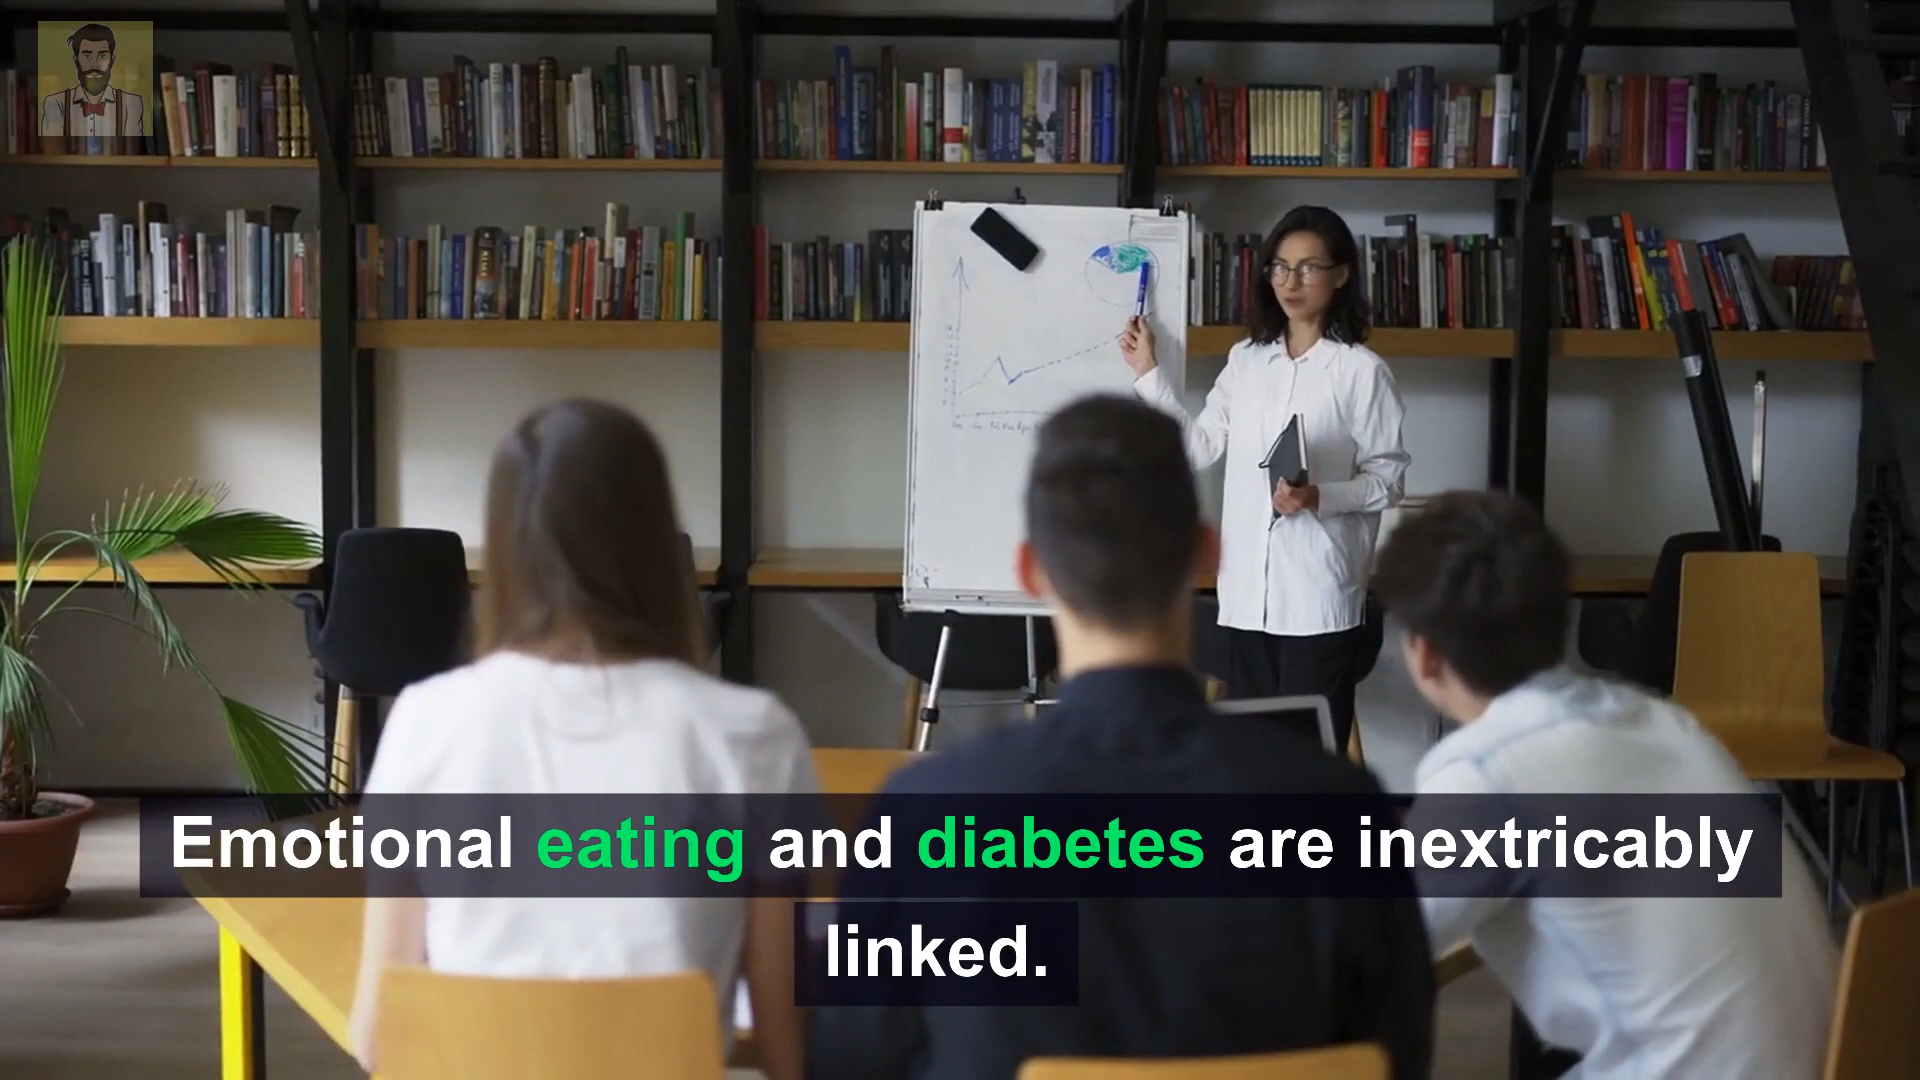 Emotional eating and diabetes are inextricably
linked.